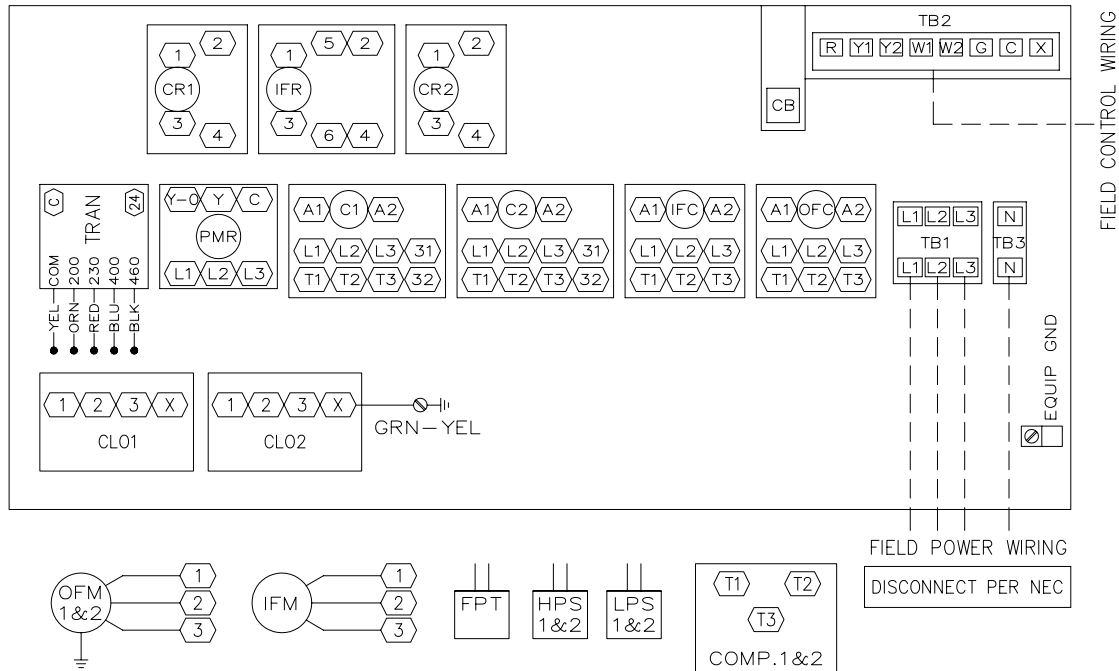 TB2
R Y1 Y2 W1 W2 G C X
FIELD CONTROL WIRING
CB
1 2
CR1
3 4
1 5 2
IFR
3 6 4
1 2
CR2
3 4
C 24
TRAN
COM 200 230 400 460
YEL ORN RED BLU BLK
Y-O Y C
PMR
L1 L2 L3
A1 C1 A2
L1 L2 L3 31
T1 T2 T3 32
A1 C2 A2
L1 L2 L3 31
T1 T2 T3 32
A1 IFC A2
L1 L2 L3
T1 T2 T3
A1 OFC A2
L1 L2 L3
T1 T2 T3
L1 L2 L3
TB1
L1 L2 L3
N
TB3
N
EQUIP GND
1 2 3 X
CLO1
1 2 3 X
CLO2
GRN-YEL
FIELD POWER WIRING
DISCONNECT PER NEC
OFM
1&2
1
2
3
IFM
1
2
3
FPT
HPS
1&2
LPS
1&2
T1 T2
T3
COMP.1&2